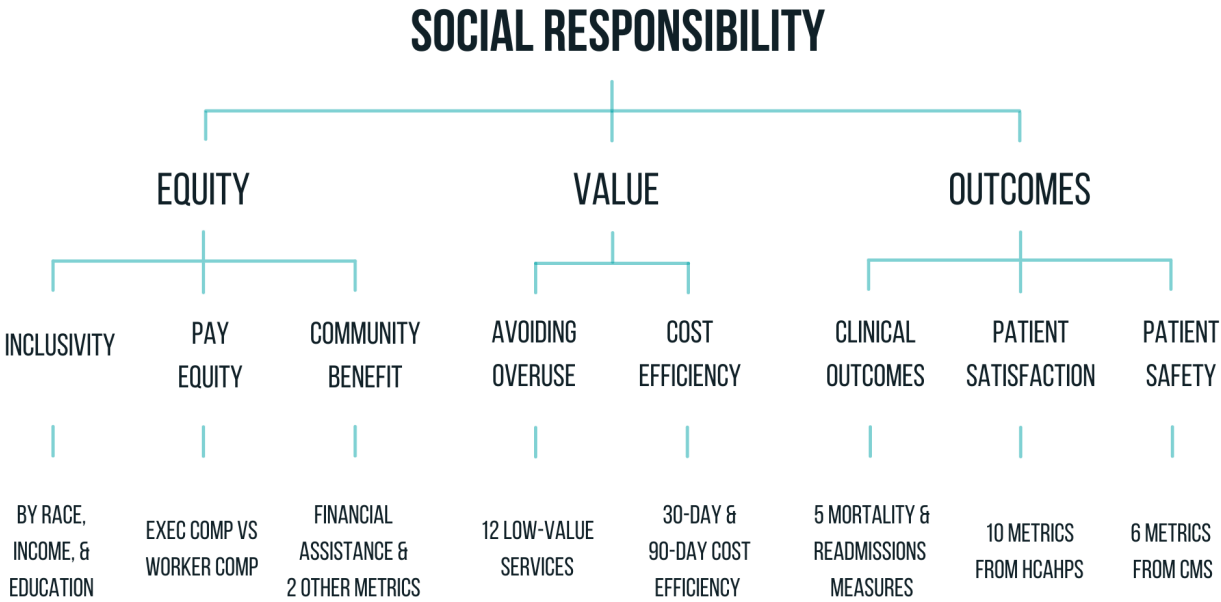 SOCIAL RESPONSIBILITY
EQUITY
VALUE
OUTCOMES
INCLUSIVITY
PAY
EQUITY
COMMUNITY
BENEFIT
AVOIDING
OVERUSE
COST
EFFICIENCY
CLINICAL
OUTCOMES
PATIENT
SATISFACTION
PATIENT
SAFETY
BY RACE,
INCOME, &
EDUCATION
EXEC COMP VS
WORKER COMP
FINANCIAL
ASSISTANCE &
2 OTHER METRICS
12 LOW-VALUE
SERVICES
30-DAY &
90-DAY COST
EFFICIENCY
5 MORTALITY &
READMISSIONS
MEASURES
10 METRICS
FROM HCAHPS
6 METRICS
FROM CMS